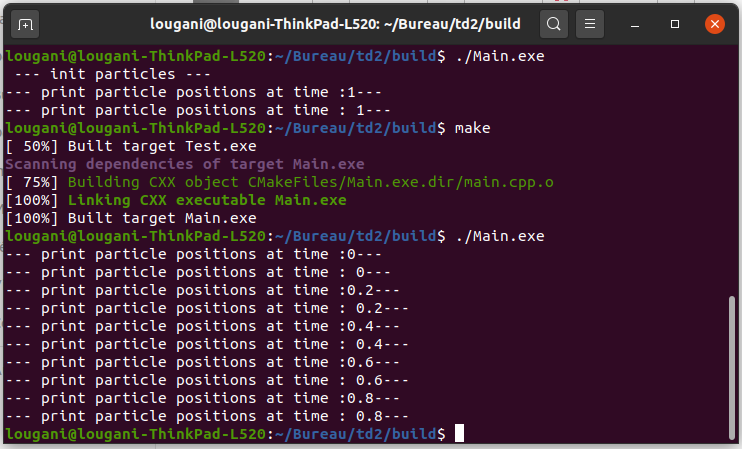 lougani@lougani-ThinkPad-L520: ~/Bureau/td2/build
lougani@lougani-ThinkPad-L520:~/Bureau/td2/build$ ./Main.exe
 --- init particles ---
--- print particle positions at time :1---
--- print particle positions at time : 1---
lougani@lougani-ThinkPad-L520:~/Bureau/td2/build$ make
[ 50%] Built target Test.exe
Scanning dependencies of target Main.exe
[ 75%] Building CXX object CMakeFiles/Main.exe.dir/main.cpp.o
[100%] Linking CXX executable Main.exe
[100%] Built target Main.exe
lougani@lougani-ThinkPad-L520:~/Bureau/td2/build$ ./Main.exe
--- print particle positions at time :0---
--- print particle positions at time : 0---
--- print particle positions at time :0.2---
--- print particle positions at time : 0.2---
--- print particle positions at time :0.4---
--- print particle positions at time : 0.4---
--- print particle positions at time :0.6---
--- print particle positions at time : 0.6---
--- print particle positions at time :0.8---
--- print particle positions at time : 0.8---
lougani@lougani-ThinkPad-L520:~/Bureau/td2/build$